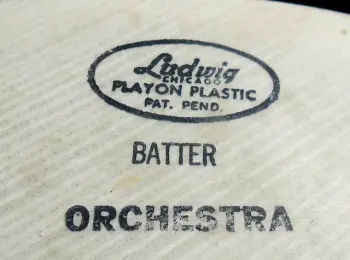 Ludwig
CHICAGO
PLAYON PLASTIC
PAT. PEND.
BATTER
ORCHESTRA